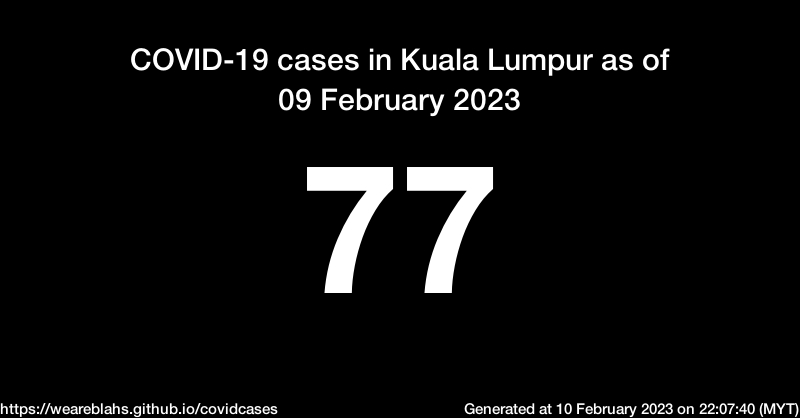 COVID-19 cases in Kuala Lumpur as of
09 February 2023
77
https://weareblahs.github.io/covidcases
Generated at 10 February 2023 on 22:07:40 (MYT)